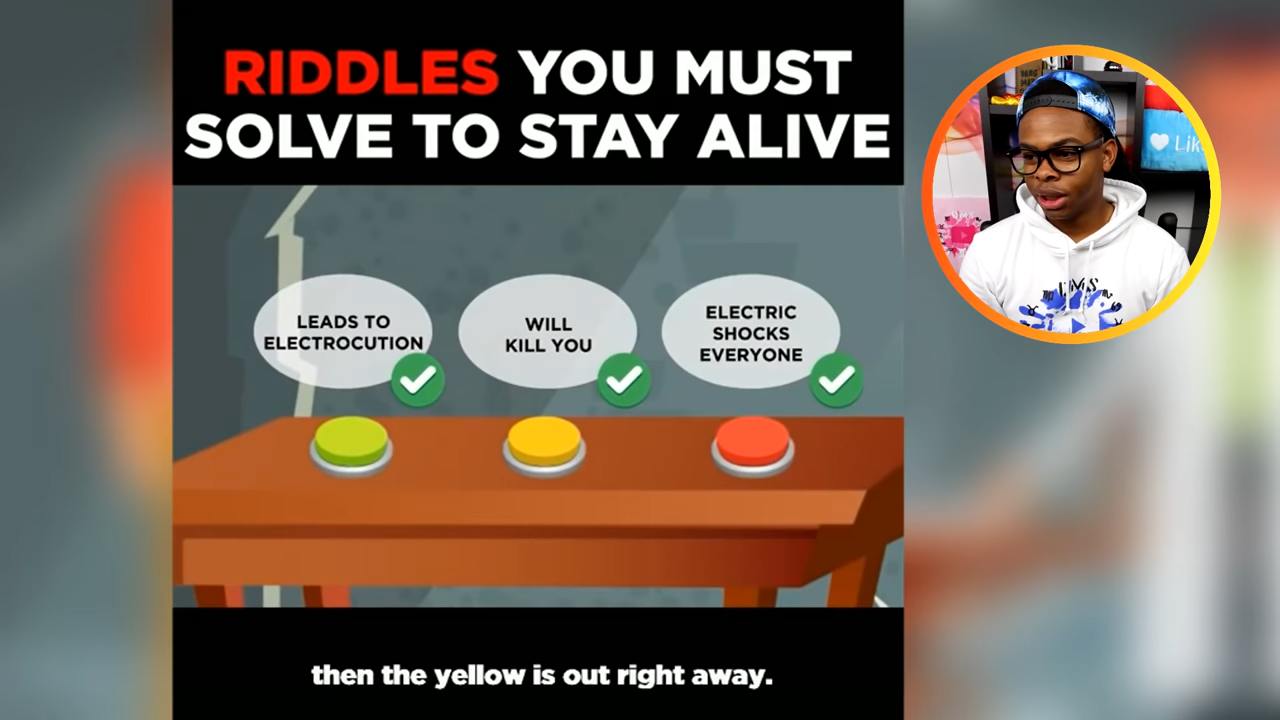 RIDDLES YOU MUST
SOLVE TO STAY ALIVE
Lik
LEADS TO
ELECTROCUTION
WILL
KILL YOU
ELECTRIC
SHOCKS
EVERYONE
then the yellow is out right away.